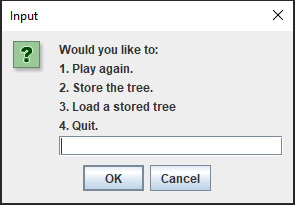 Input
Would you like to:
1. Play again.
2. Store the tree.
3. Load a stored tree
4. Quit.
OK Cancel